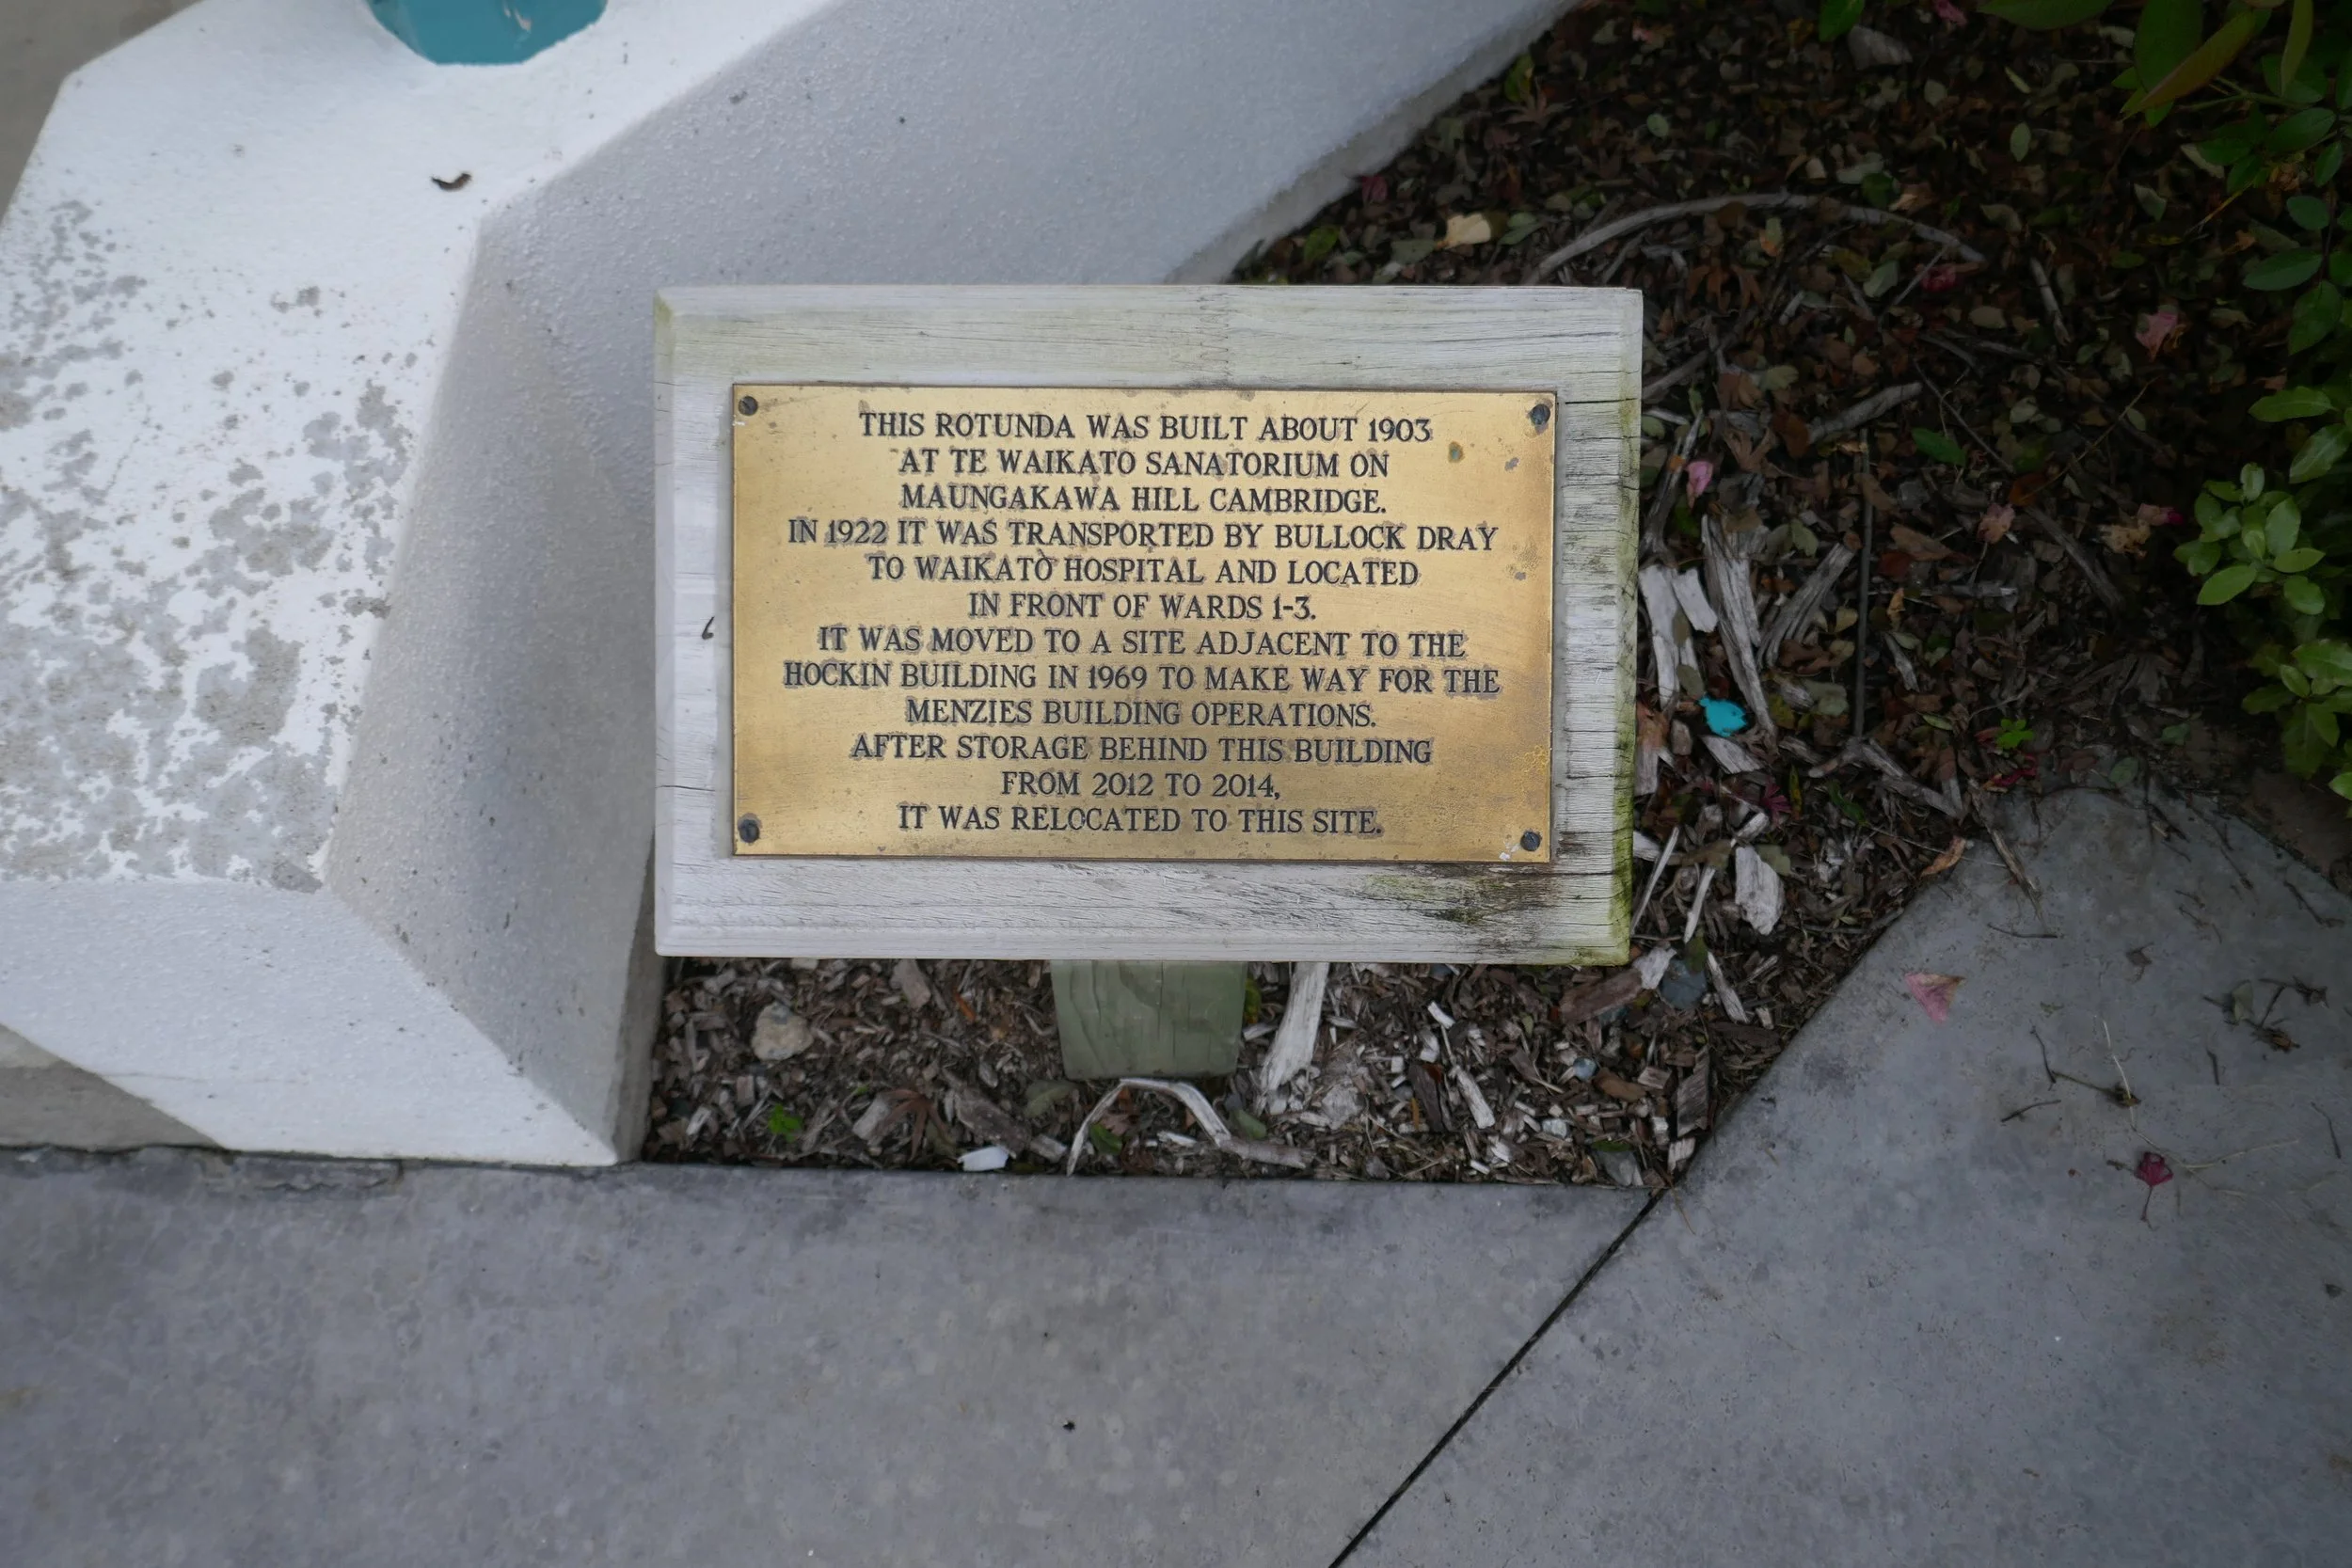 THIS ROTUNDA WAS BUILT ABOUT 1903
AT TE WAIKATO SANATORIUM ON
MAUNGAKAWA HILL CAMBRIDGE.
IN 1922 IT WAS TRANSPORTED BY BULLOCK DRAY
TO WAIKATO HOSPITAL AND LOCATED
IN FRONT OF WARDS 1-3.
IT WAS MOVED TO A SITE ADJACENT TO THE
HOCKIN BUILDING IN 1969 TO MAKE WAY FOR THE
MENZIES BUILDING OPERATIONS.
AFTER STORAGE BEHIND THIS BUILDING
FROM 2012 TO 2014,
IT WAS RELOCATED TO THIS SITE.